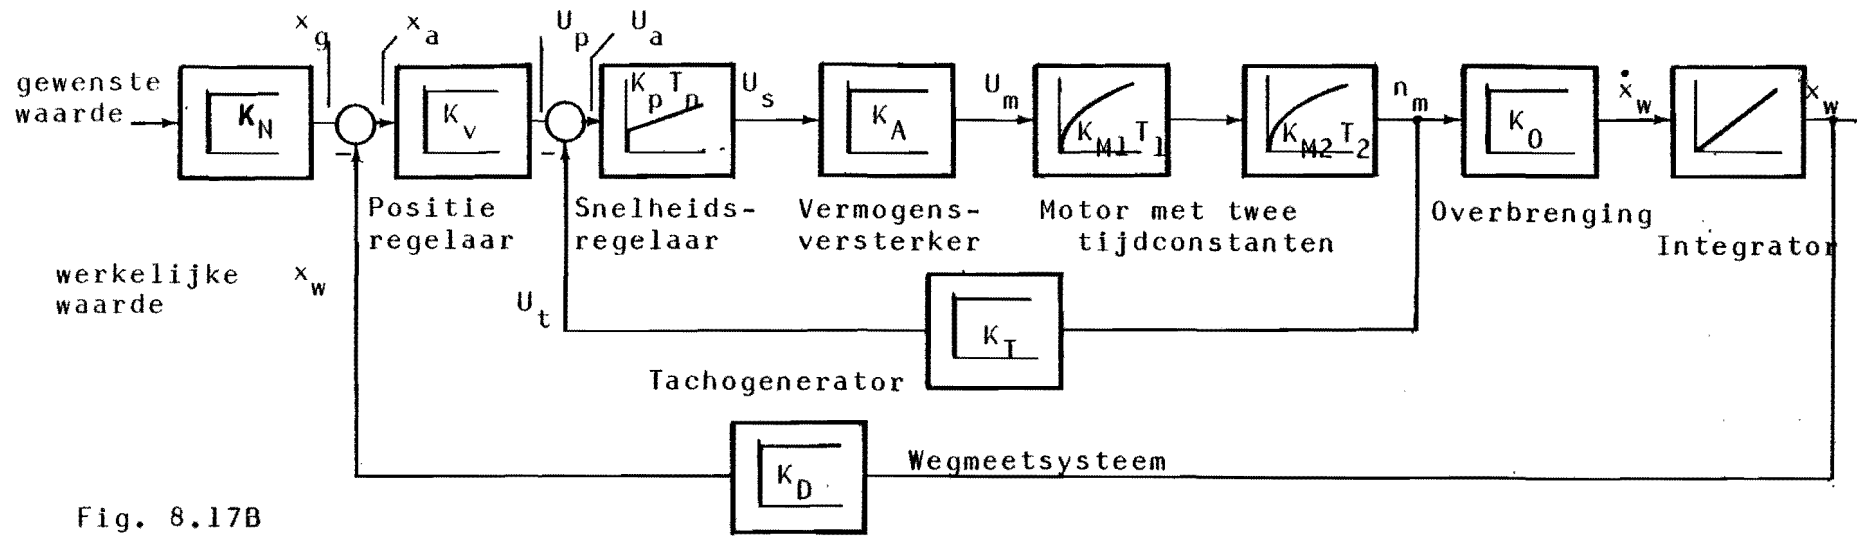 x_g
x_a
U_p
U_a
gewenste
waarde
K_N
K_v
K_p T_n
U_s
K_A
U_m
K_M1 T_1
K_M2 T_2
n_m
K_O
ẋ_w
x_w
-
-
Positie
regelaar
Snelheids-
regelaar
Vermogens-
versterker
Motor met twee
tijdconstanten
Overbrenging
Integrator
werkelijke
waarde
x_w
U_t
K_T
Tachogenerator
K_D
Wegmeetsysteem
Fig. 8.17B